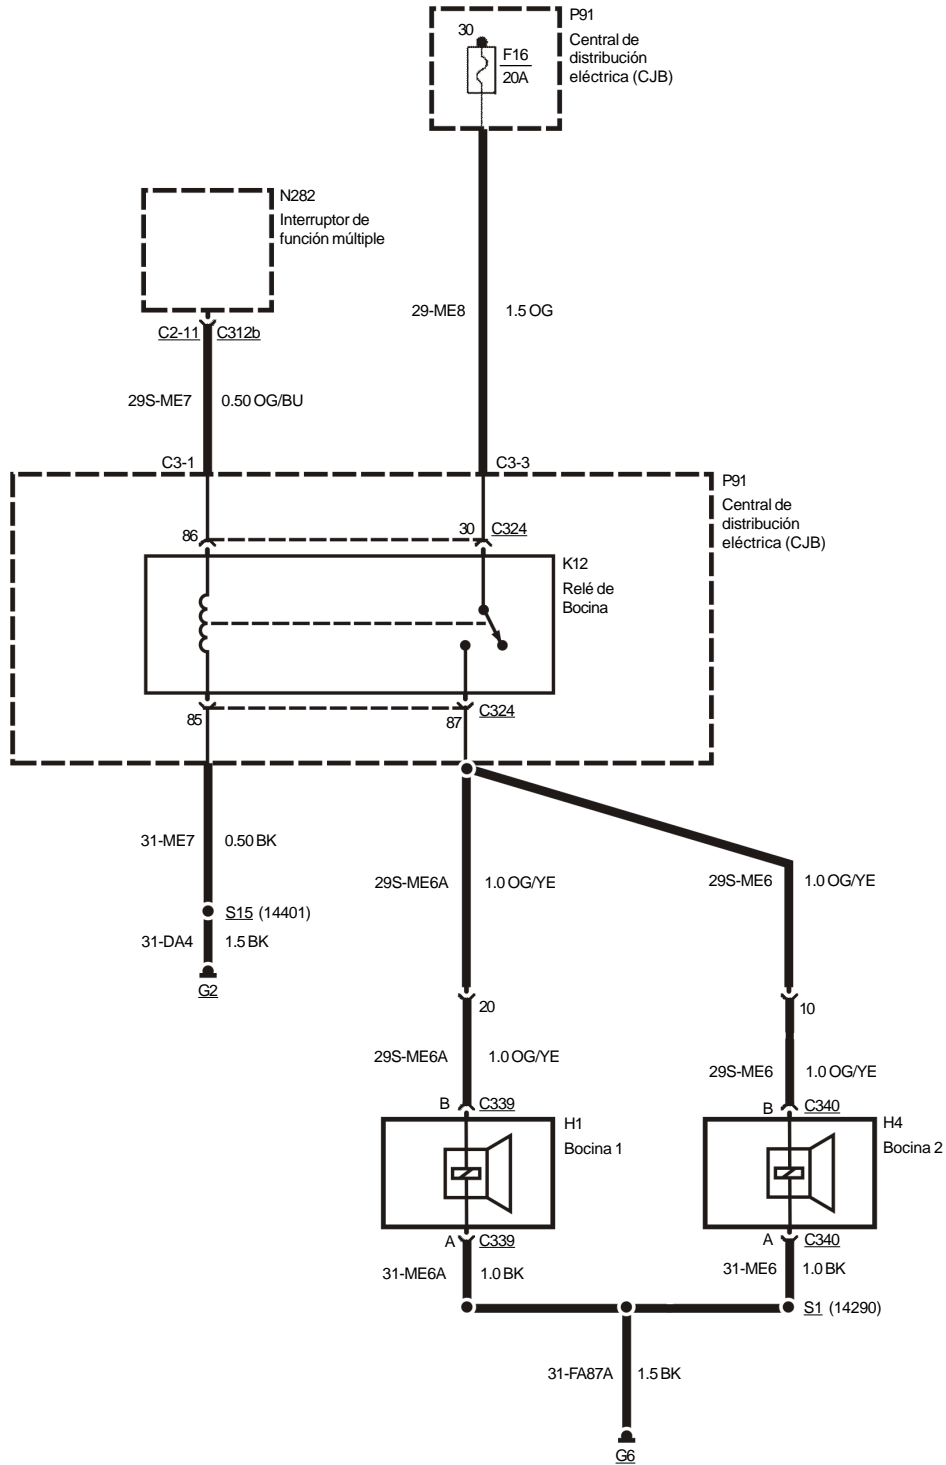 P91
30
Central de
distribución
eléctrica (CJB)
F16
20A
N282
Interruptor de
función múltiple
29-ME8 1.5 OG
C2-11 C312b
29S-ME7 0.50 OG/BU
C3-1 C3-3
P91
Central de
distribución
eléctrica (CJB)
86 30 C324
K12
Relé de
Bocina
85 87 C324
31-ME7 0.50 BK
29S-ME6A 1.0 OG/YE 29S-ME6 1.0 OG/YE
S15 (14401)
31-DA4 1.5 BK
G2
20 10
29S-ME6A 1.0 OG/YE
29S-ME6 1.0 OG/YE
B C339 B C340
H1 H4
Bocina 1 Bocina 2
A C339 A C340
31-ME6A 1.0 BK 31-ME6 1.0 BK
S1 (14290)
31-FA87A 1.5 BK
G6